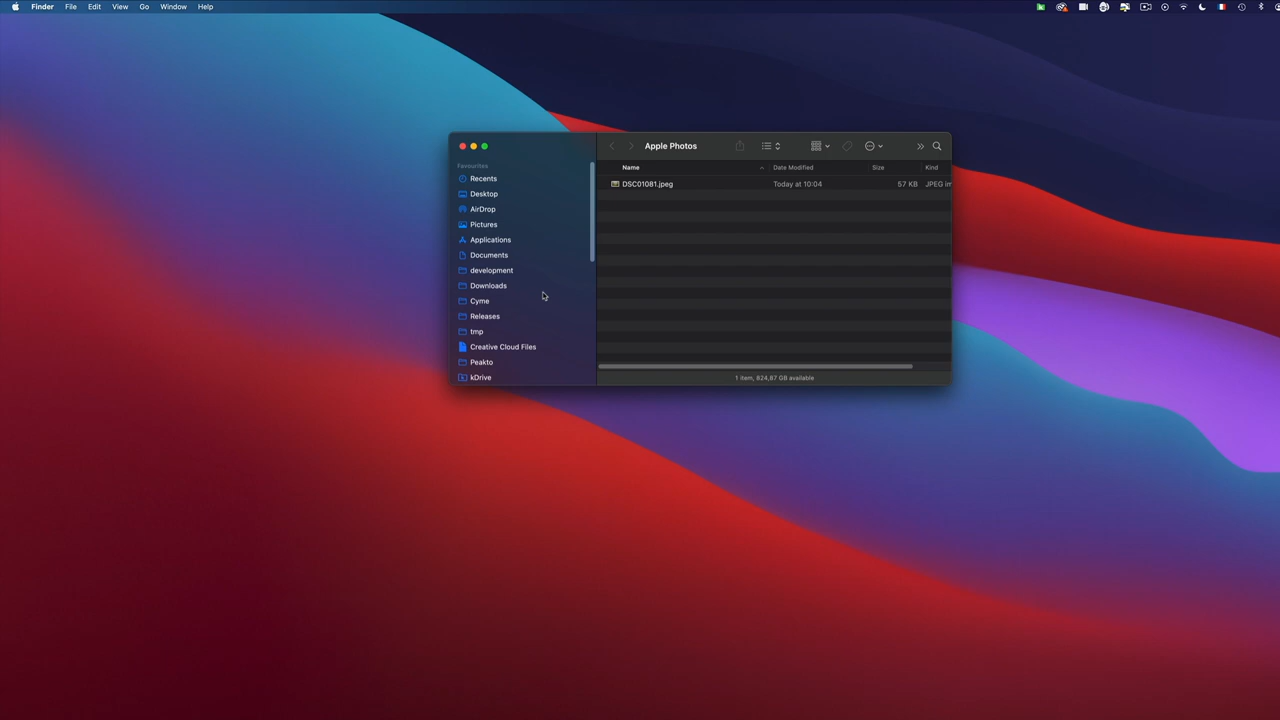 Finder File Edit View Go Window Help
Apple Photos
Favourites
Recents
Desktop
AirDrop
Pictures
Applications
Documents
development
Downloads
Cyme
Releases
tmp
Creative Cloud Files
Peakto
kDrive
Name Date Modified Size Kind
DSC01081.jpeg Today at 10:04 57 KB JPEG im
1 item, 824,87 GB available